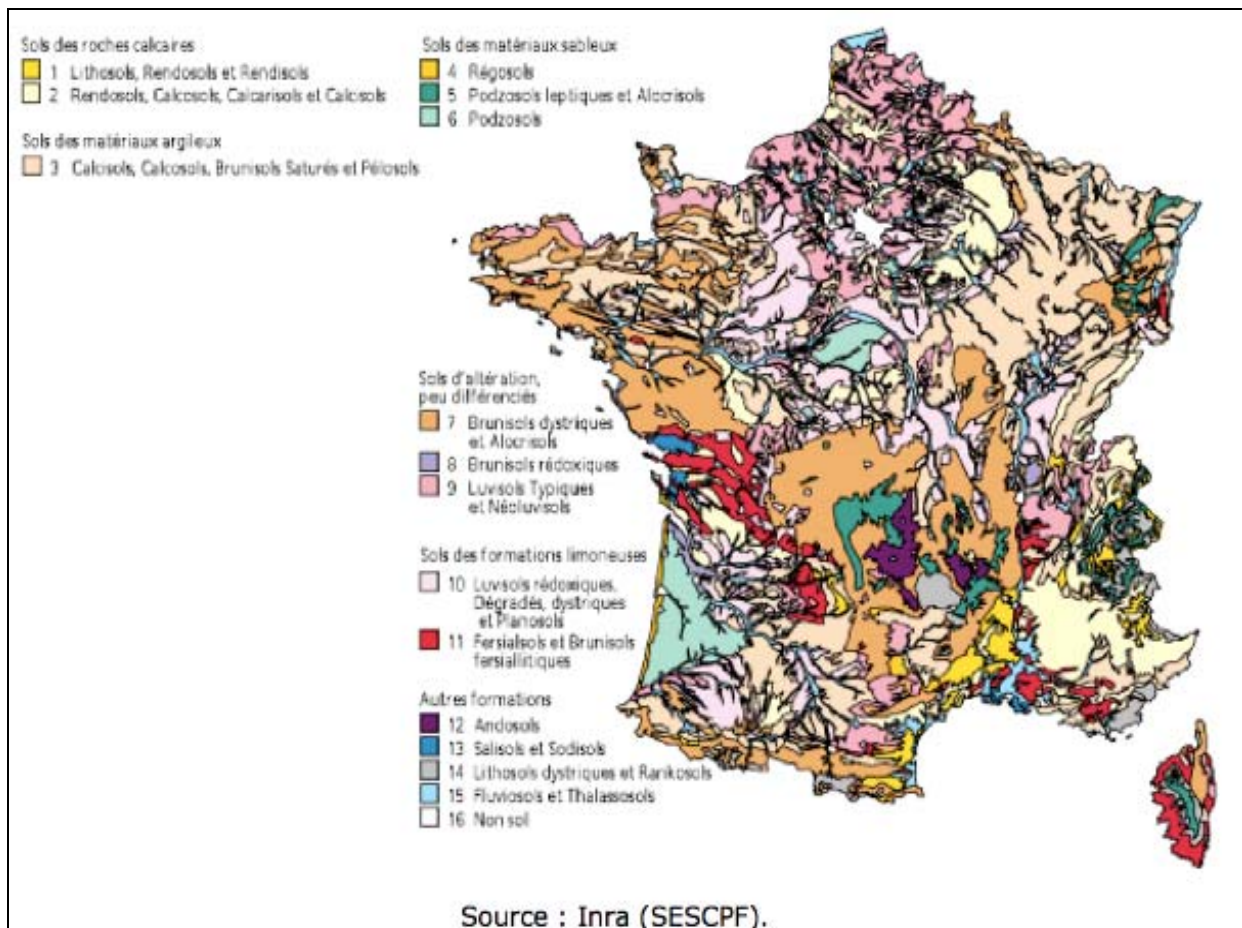 Sols des roches calcaires
1 Lithosols, Rendosols et Rendisols
2 Rendosols, Calcosols, Calcarisols et Calcisols
Sols des matériaux argileux
3 Calcisols, Calcosols, Brunisols Saturés et Pélosols
Sols des matériaux sableux
4 Régosols
5 Podzosols leptiques et Alocrisols
6 Podzosols
Sols d'altération,
peu différenciés
7 Brunisols dystriques
et Alocrisols
8 Brunisols rédoxiques
9 Luvisols Typiques
et Néoluvisols
Sols des formations limoneuses
10 Luvisols rédoxiques,
Dégradés, dystriques
et Planosols
11 Fersialsols et Brunisols
fersiallitiques
Autres formations
12 Andosols
13 Salisols et Sodisols
14 Lithosols dystriques et Rankosols
15 Fluviosols et Thalassosols
16 Non sol
Source : Inra (SESCPF).